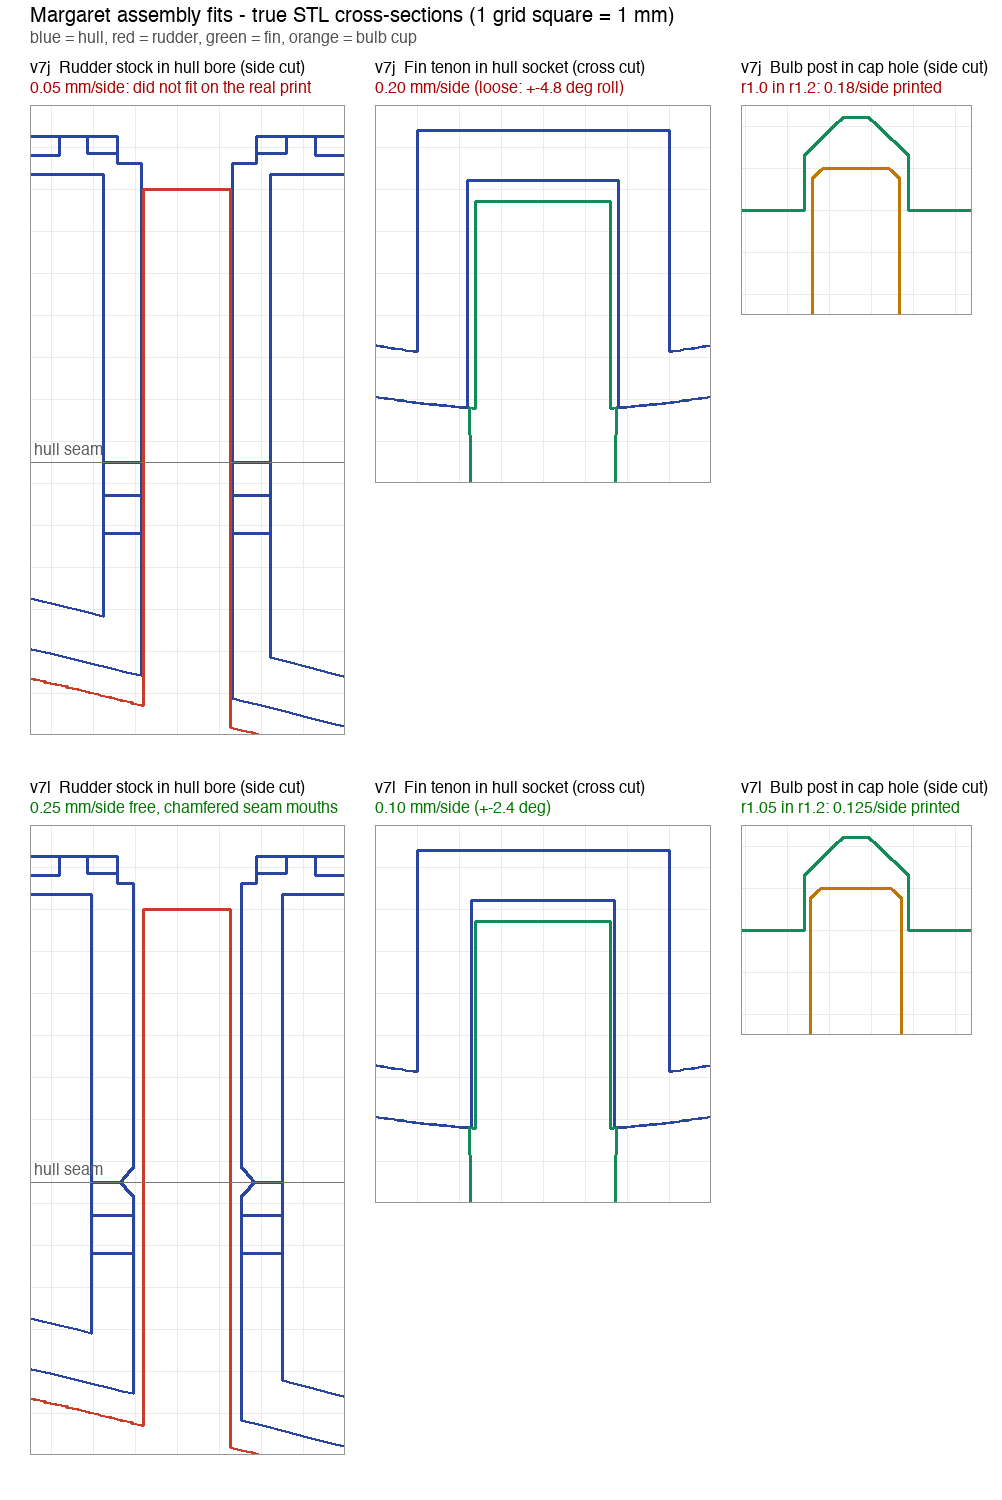 Margaret assembly fits - true STL cross-sections (1 grid square = 1 mm)
blue = hull, red = rudder, green = fin, orange = bulb cup
v7j  Rudder stock in hull bore (side cut)
0.05 mm/side: did not fit on the real print
v7j  Fin tenon in hull socket (cross cut)
0.20 mm/side (loose: +-4.8 deg roll)
v7j  Bulb post in cap hole (side cut)
r1.0 in r1.2: 0.18/side printed
hull seam
v7l  Rudder stock in hull bore (side cut)
0.25 mm/side free, chamfered seam mouths
v7l  Fin tenon in hull socket (cross cut)
0.10 mm/side (+-2.4 deg)
v7l  Bulb post in cap hole (side cut)
r1.05 in r1.2: 0.125/side printed
hull seam